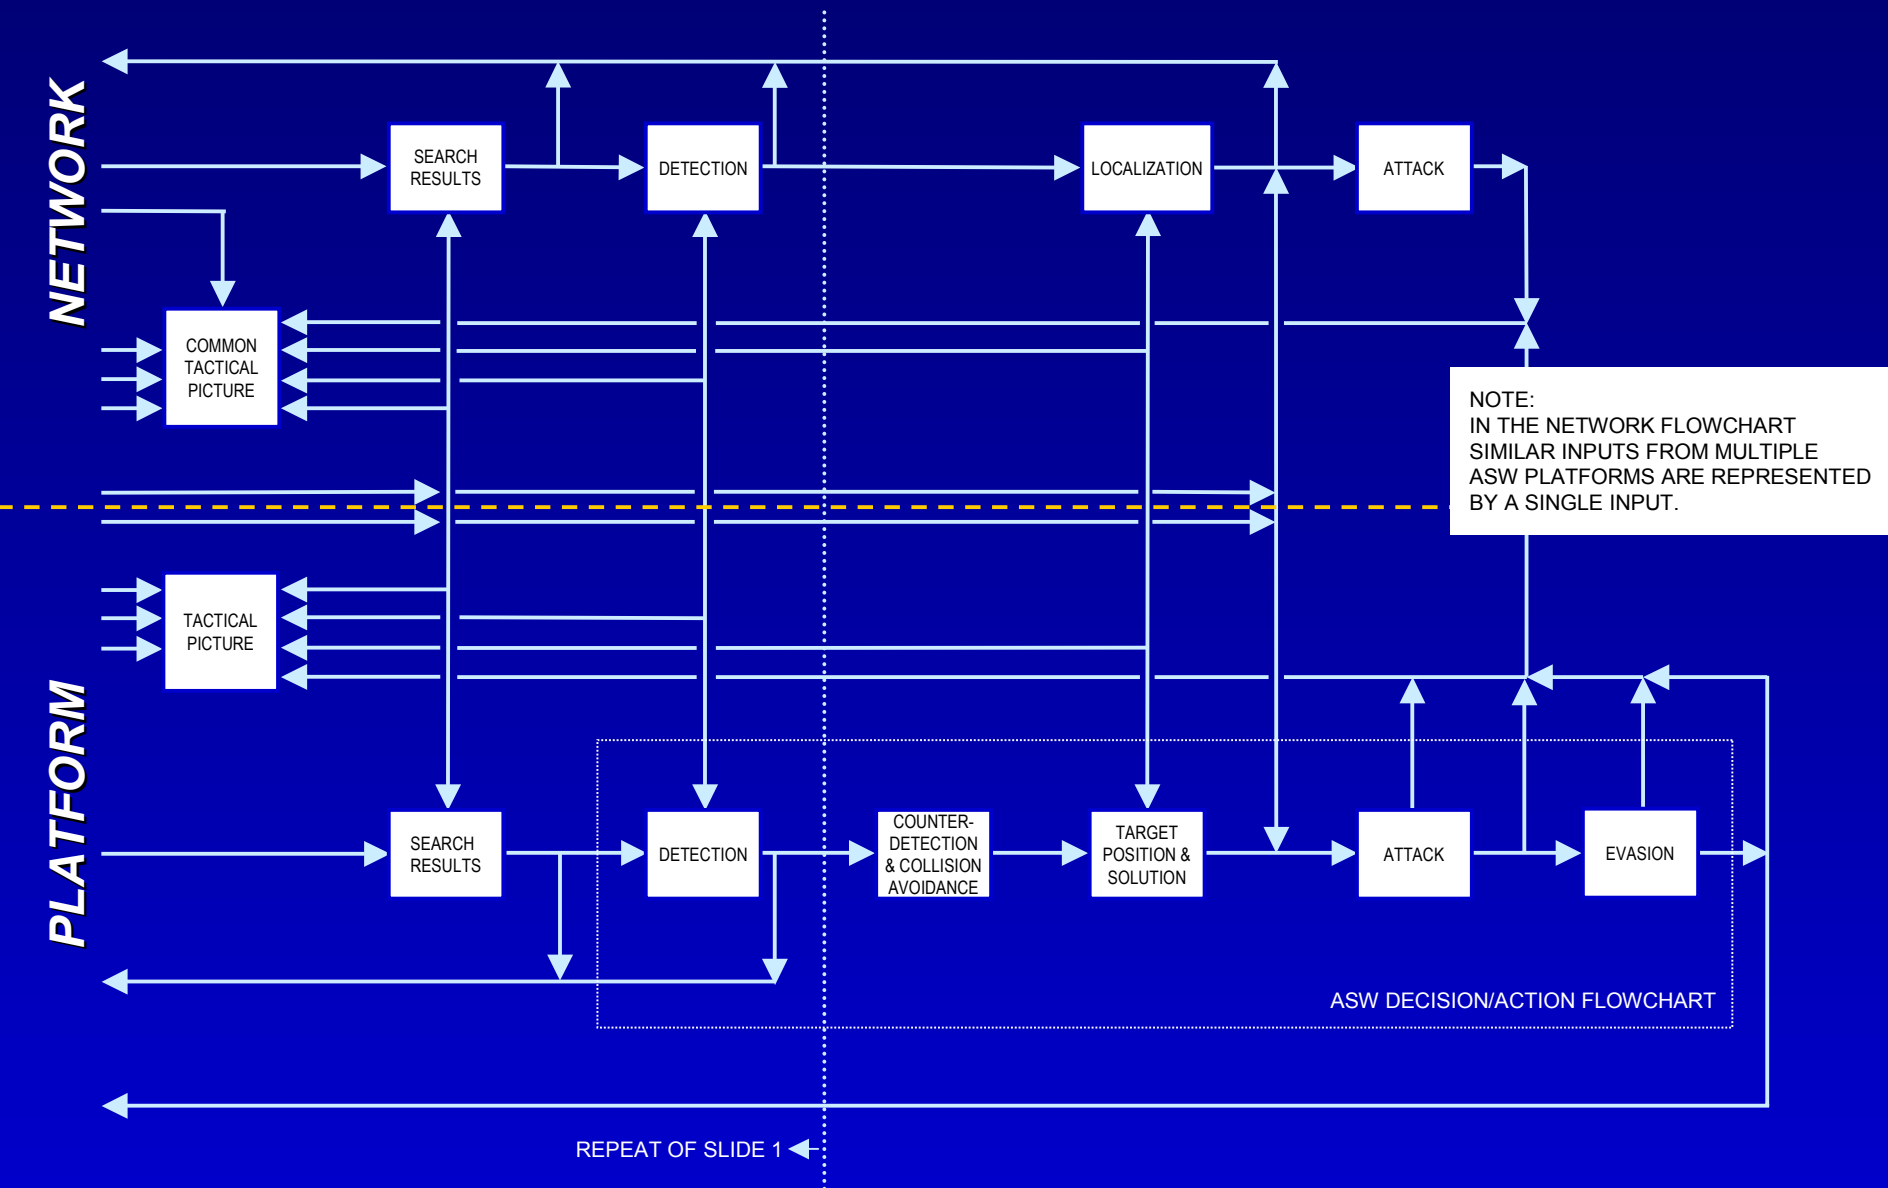 NETWORK
SEARCH
RESULTS
DETECTION
LOCALIZATION
ATTACK
COMMON
TACTICAL
PICTURE
NOTE:
IN THE NETWORK FLOWCHART
SIMILAR INPUTS FROM MULTIPLE
ASW PLATFORMS ARE REPRESENTED
BY A SINGLE INPUT.
PLATFORM
TACTICAL
PICTURE
SEARCH
RESULTS
DETECTION
COUNTER-
DETECTION
& COLLISION
AVOIDANCE
TARGET
POSITION &
SOLUTION
ATTACK
EVASION
ASW DECISION/ACTION FLOWCHART
REPEAT OF SLIDE 1